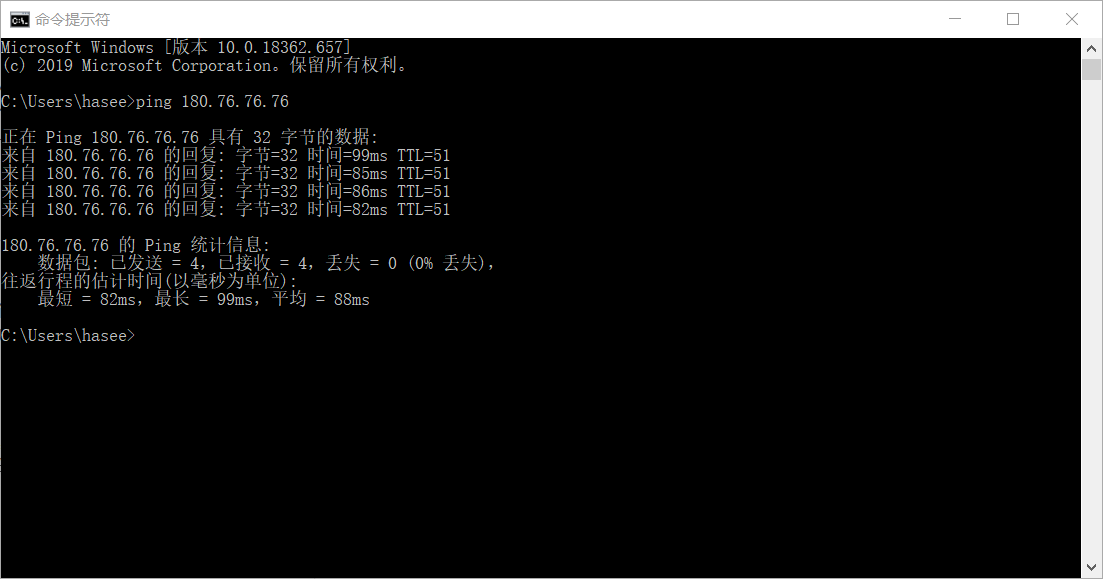 命令提示符
Microsoft Windows [版本 10.0.18362.657]
(c) 2019 Microsoft Corporation。保留所有权利。
C:\Users\hasee>ping 180.76.76.76
正在 Ping 180.76.76.76 具有 32 字节的数据:
来自 180.76.76.76 的回复: 字节=32 时间=99ms TTL=51
来自 180.76.76.76 的回复: 字节=32 时间=85ms TTL=51
来自 180.76.76.76 的回复: 字节=32 时间=86ms TTL=51
来自 180.76.76.76 的回复: 字节=32 时间=82ms TTL=51
180.76.76.76 的 Ping 统计信息:
    数据包: 已发送 = 4，已接收 = 4，丢失 = 0 (0% 丢失)，
往返行程的估计时间(以毫秒为单位):
    最短 = 82ms，最长 = 99ms，平均 = 88ms
C:\Users\hasee>